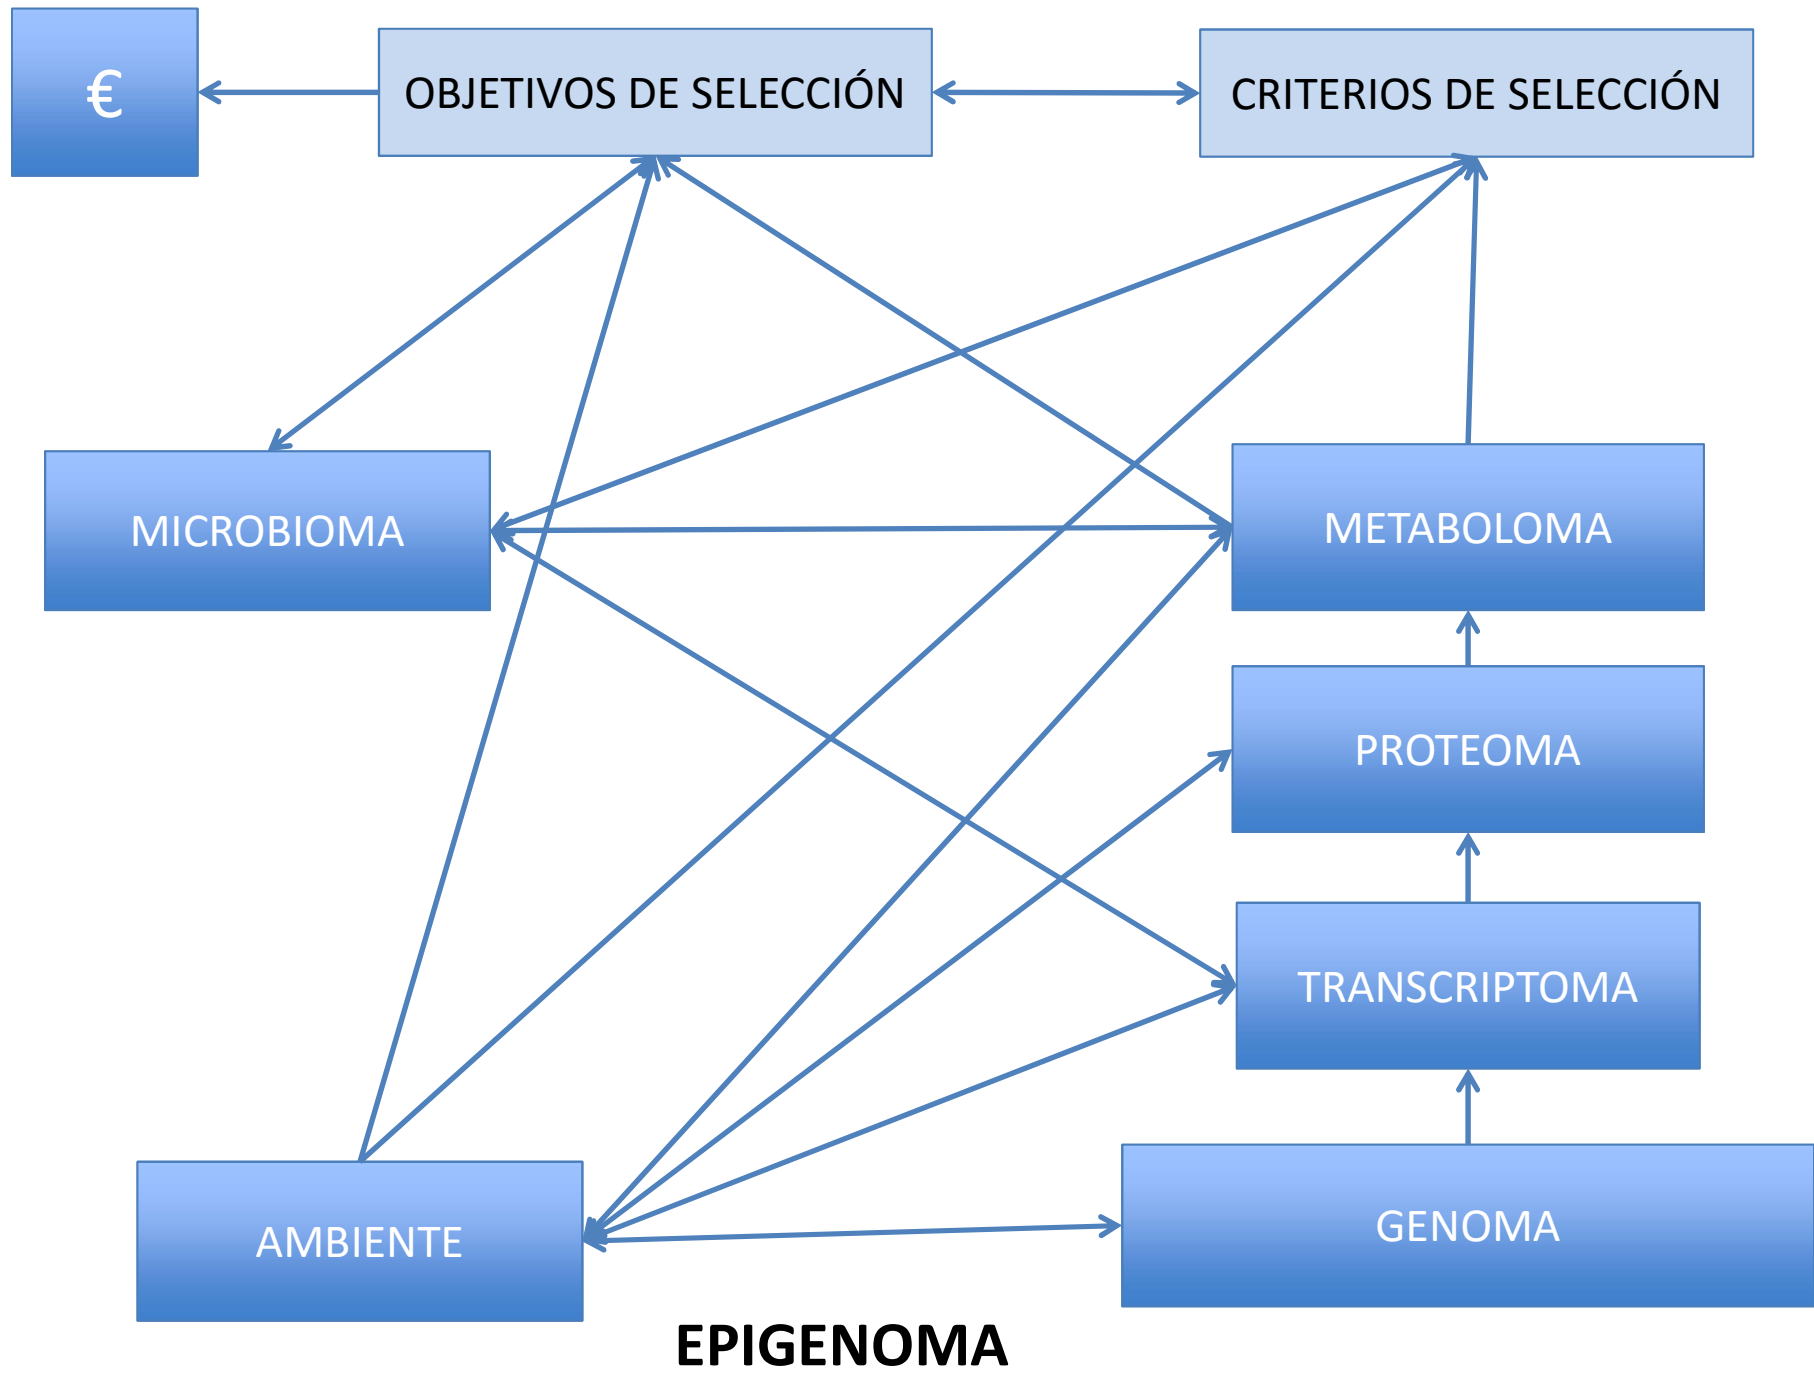 €
OBJETIVOS DE SELECCIÓN
CRITERIOS DE SELECCIÓN
MICROBIOMA
METABOLOMA
PROTEOMA
TRANSCRIPTOMA
AMBIENTE
GENOMA
EPIGENOMA